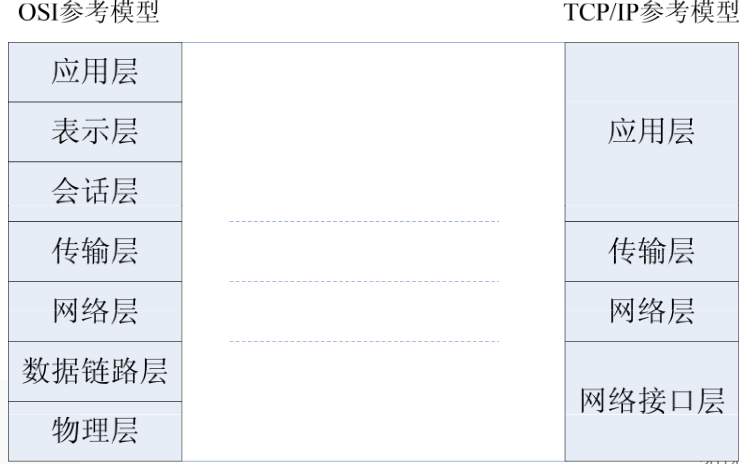 OSI参考模型
TCP/IP参考模型
应用层
表示层
会话层
传输层
网络层
数据链路层
物理层
应用层
传输层
网络层
网络接口层